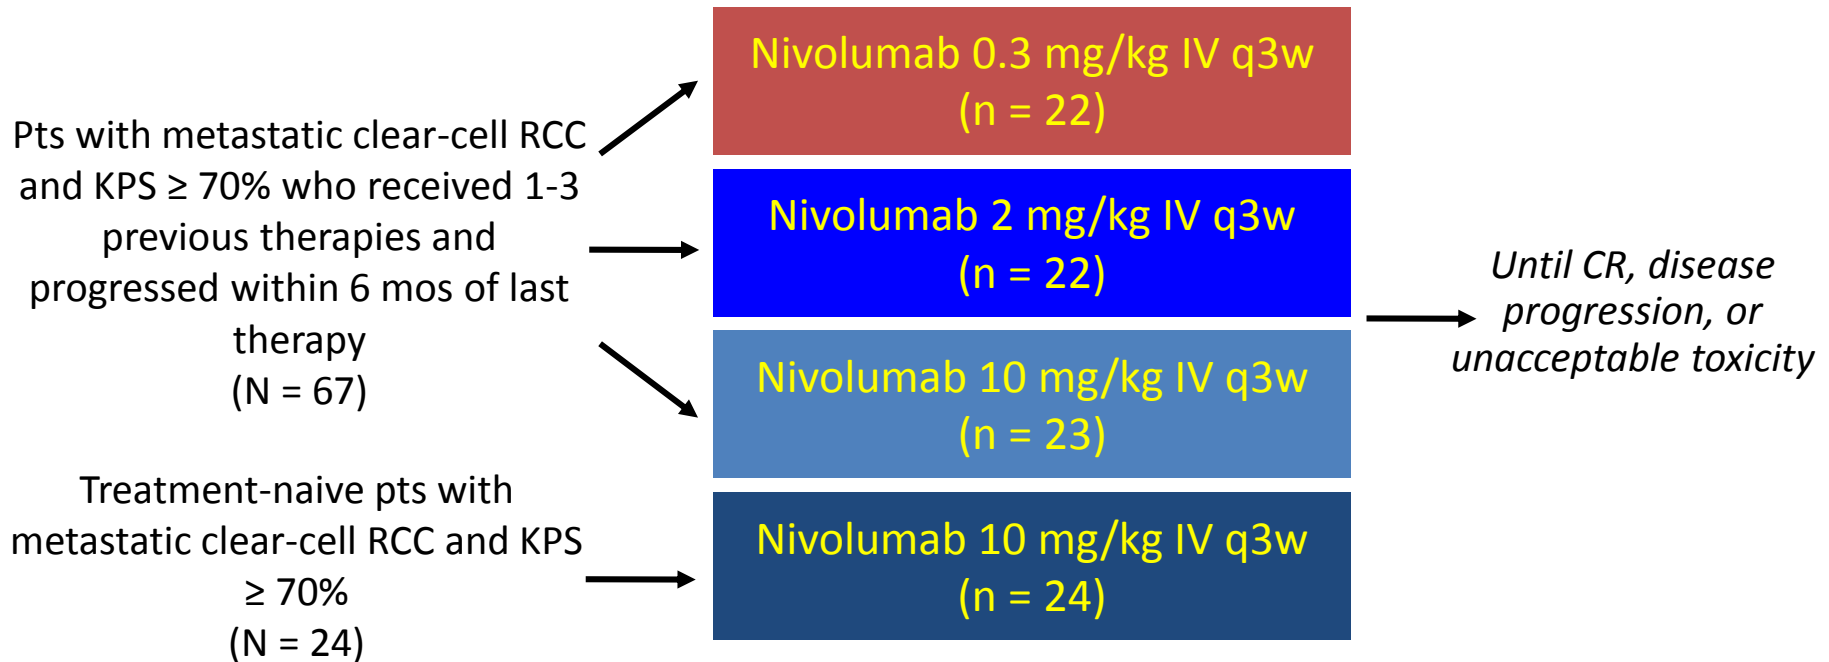 Pts with metastatic clear-cell RCC
and KPS ≥ 70% who received 1-3
previous therapies and
progressed within 6 mos of last
therapy
(N = 67)
Treatment-naive pts with
metastatic clear-cell RCC and KPS
≥ 70%
(N = 24)
Nivolumab 0.3 mg/kg IV q3w
(n = 22)
Nivolumab 2 mg/kg IV q3w
(n = 22)
Nivolumab 10 mg/kg IV q3w
(n = 23)
Nivolumab 10 mg/kg IV q3w
(n = 24)
Until CR, disease
progression, or
unacceptable toxicity